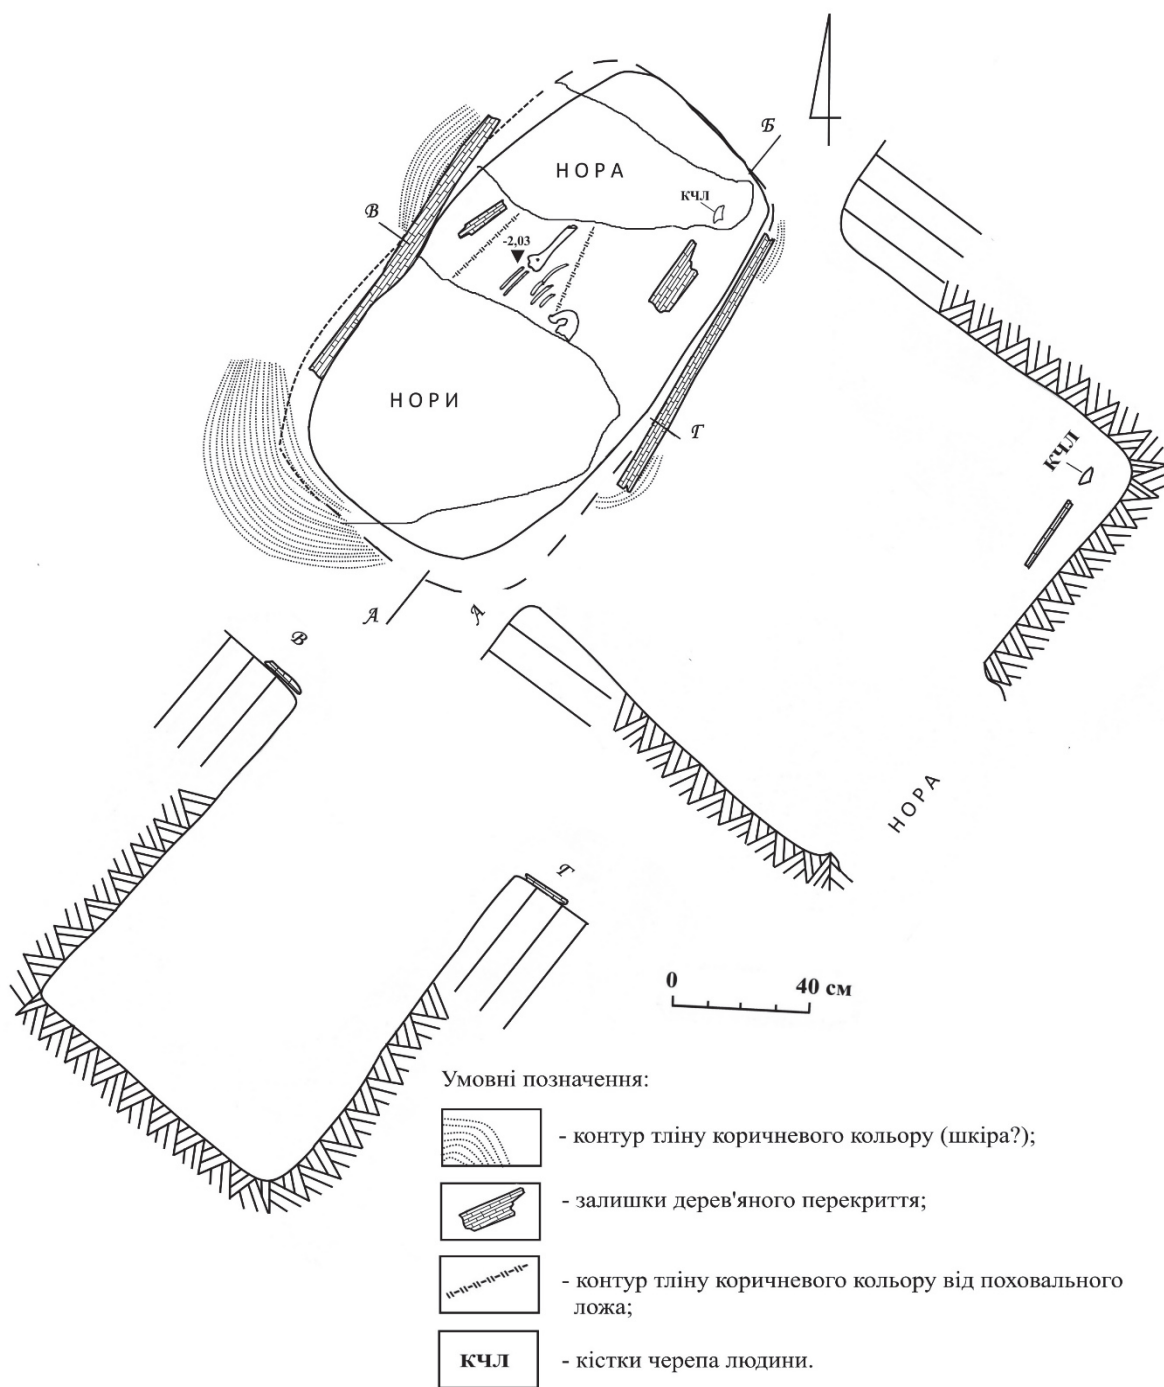 Б
НОРА
КЧЛ
В
-2,03
НОРИ
Г
КЧЛ
А
А
В
НОРА
Г
0 40 см
Умовні позначення:
- контур тліну коричневого кольору (шкіра?);
- залишки дерев'яного перекриття;
- контур тліну коричневого кольору від поховального
ложа;
КЧЛ - кістки черепа людини.